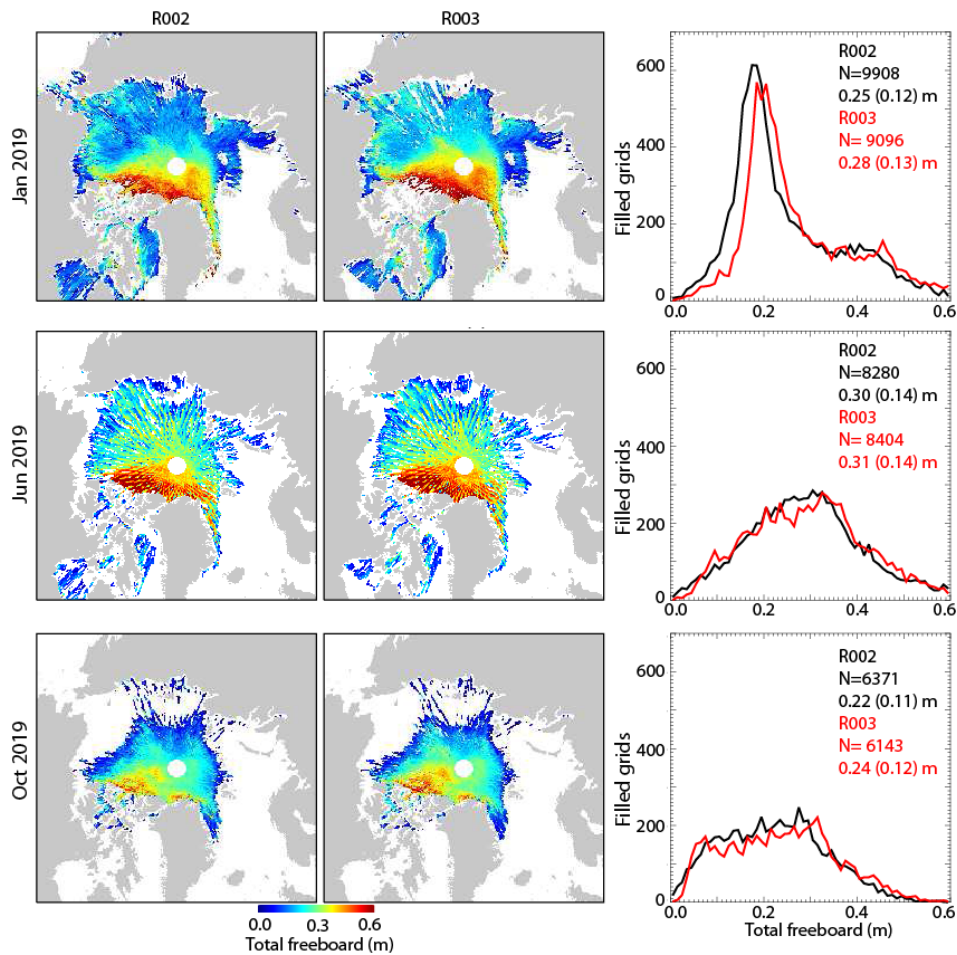 R002
R003
Jan 2019
Filled grids
600
400
200
0
0.0
0.2
0.4
0.6
R002
N=9908
0.25 (0.12) m
R003
N= 9096
0.28 (0.13) m
Jun 2019
Filled grids
600
400
200
0
0.0
0.2
0.4
0.6
R002
N=8280
0.30 (0.14) m
R003
N= 8404
0.31 (0.14) m
Oct 2019
Filled grids
600
400
200
0
0.0
0.2
0.4
0.6
Total freeboard (m)
R002
N=6371
0.22 (0.11) m
R003
N= 6143
0.24 (0.12) m
0.0
0.3
0.6
Total freeboard (m)